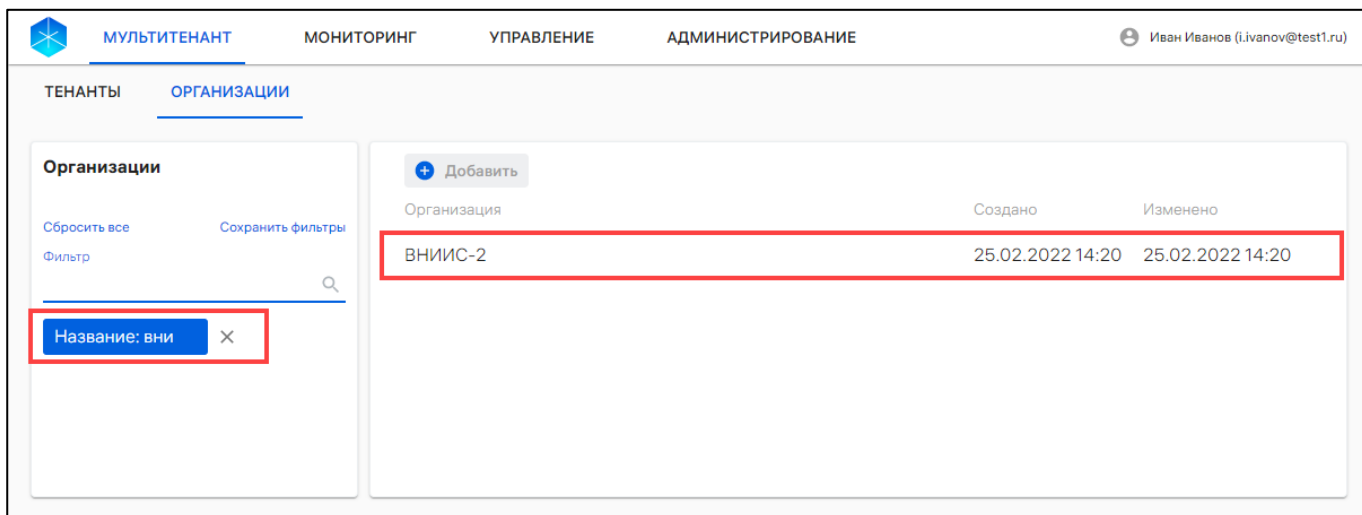 МУЛЬТИТЕНАНТ МОНИТОРИНГ УПРАВЛЕНИЕ АДМИНИСТРИРОВАНИЕ Иван Иванов (i.ivanov@test1.ru)
ТЕНАНТЫ ОРГАНИЗАЦИИ
Организации
Сбросить все Сохранить фильтры
Фильтр
Название: вни
Добавить
Организация Создано Изменено
ВНИИС-2 25.02.2022 14:20 25.02.2022 14:20